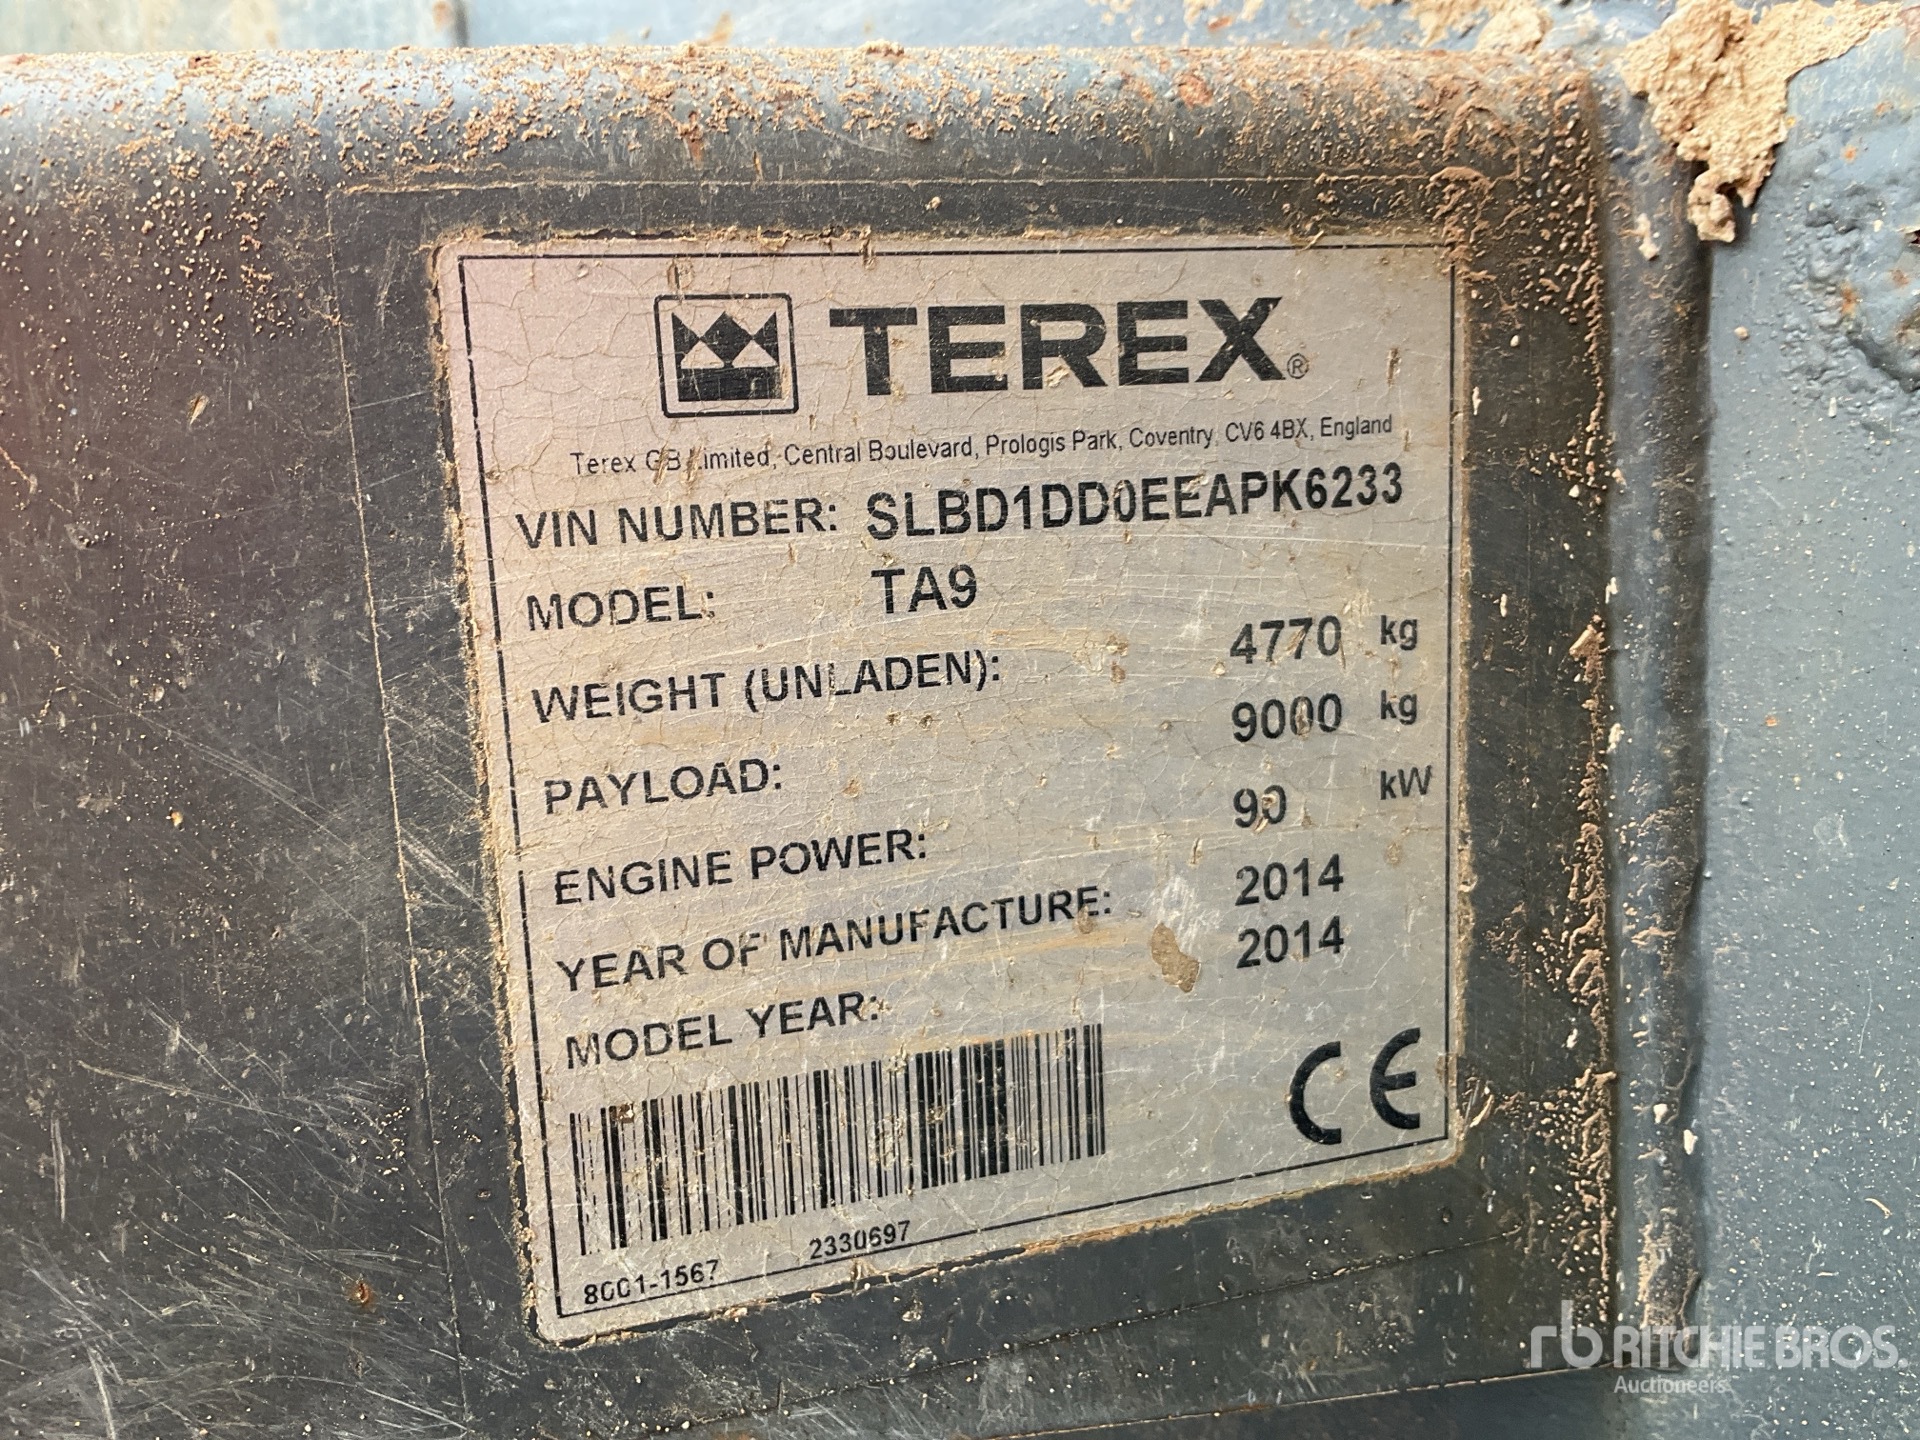 TEREX®
Terex GB Limited, Central Boulevard, Prologis Park, Coventry, CV6 4BX, England
VIN NUMBER: SLBD1DD0EEAPK6233
MODEL: TA9
WEIGHT (UNLADEN): 4770 kg
PAYLOAD: 9000 kg
ENGINE POWER: 90 kW
YEAR OF MANUFACTURE: 2014
MODEL YEAR: 2014
CE
8001-1567 2330697
rb RITCHIE BROS.
Auctioneers